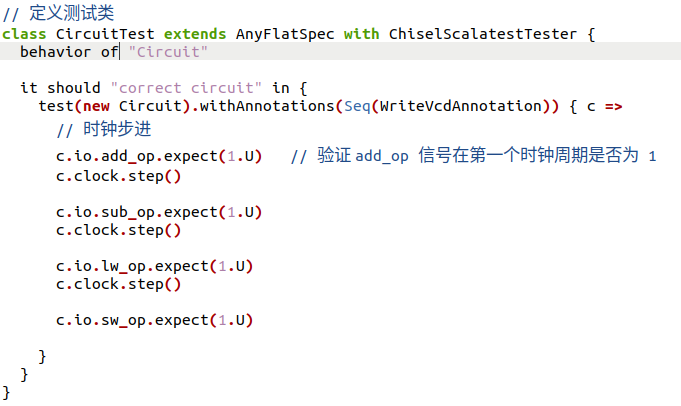 // 定义测试类
class CircuitTest extends AnyFlatSpec with ChiselScalatestTester {
  behavior of "Circuit"

  it should "correct circuit" in {
    test(new Circuit).withAnnotations(Seq(WriteVcdAnnotation)) { c =>
      // 时钟步进
      c.io.add_op.expect(1.U)   // 验证 add_op 信号在第一个时钟周期是否为 1
      c.clock.step()

      c.io.sub_op.expect(1.U)
      c.clock.step()

      c.io.lw_op.expect(1.U)
      c.clock.step()

      c.io.sw_op.expect(1.U)

    }
  }
}